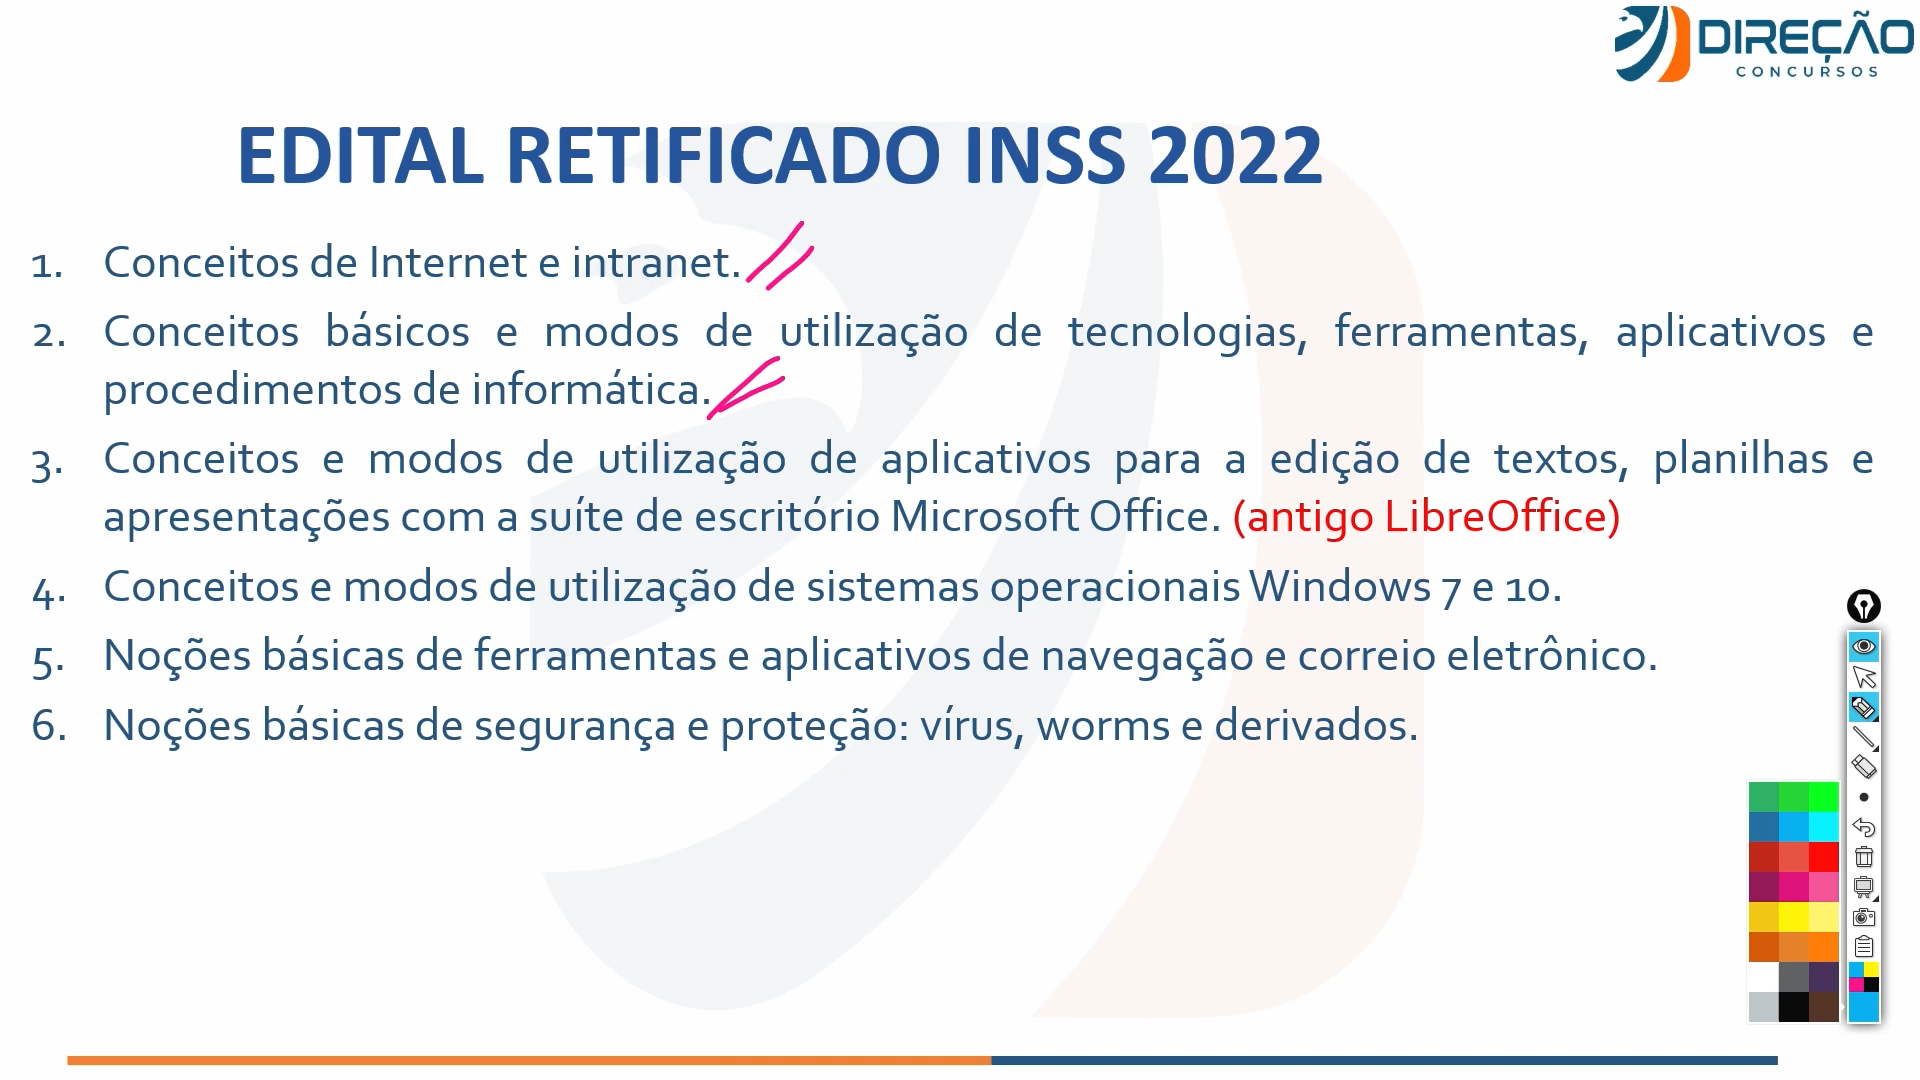 DIREÇÃO
CONCURSOS
EDITAL RETIFICADO INSS 2022
1. Conceitos de Internet e intranet.
2. Conceitos básicos e modos de utilização de tecnologias, ferramentas, aplicativos e
procedimentos de informática.
3. Conceitos e modos de utilização de aplicativos para a edição de textos, planilhas e
apresentações com a suíte de escritório Microsoft Office. (antigo LibreOffice)
4. Conceitos e modos de utilização de sistemas operacionais Windows 7 e 10.
5. Noções básicas de ferramentas e aplicativos de navegação e correio eletrônico.
6. Noções básicas de segurança e proteção: vírus, worms e derivados.